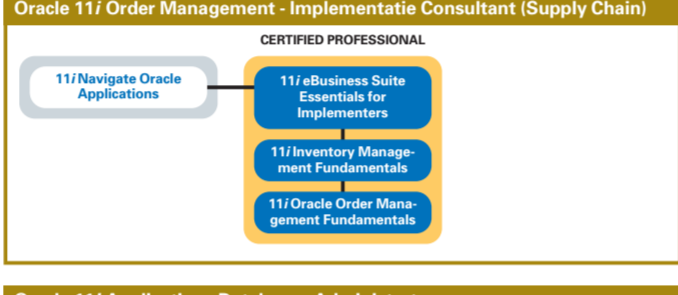 Oracle 11i Order Management - Implementatie Consultant (Supply Chain)
CERTIFIED PROFESSIONAL
11i Navigate Oracle
Applications
11i eBusiness Suite
Essentials for
Implementers
11i Inventory Manage-
ment Fundamentals
11i Oracle Order Mana-
gement Fundamentals